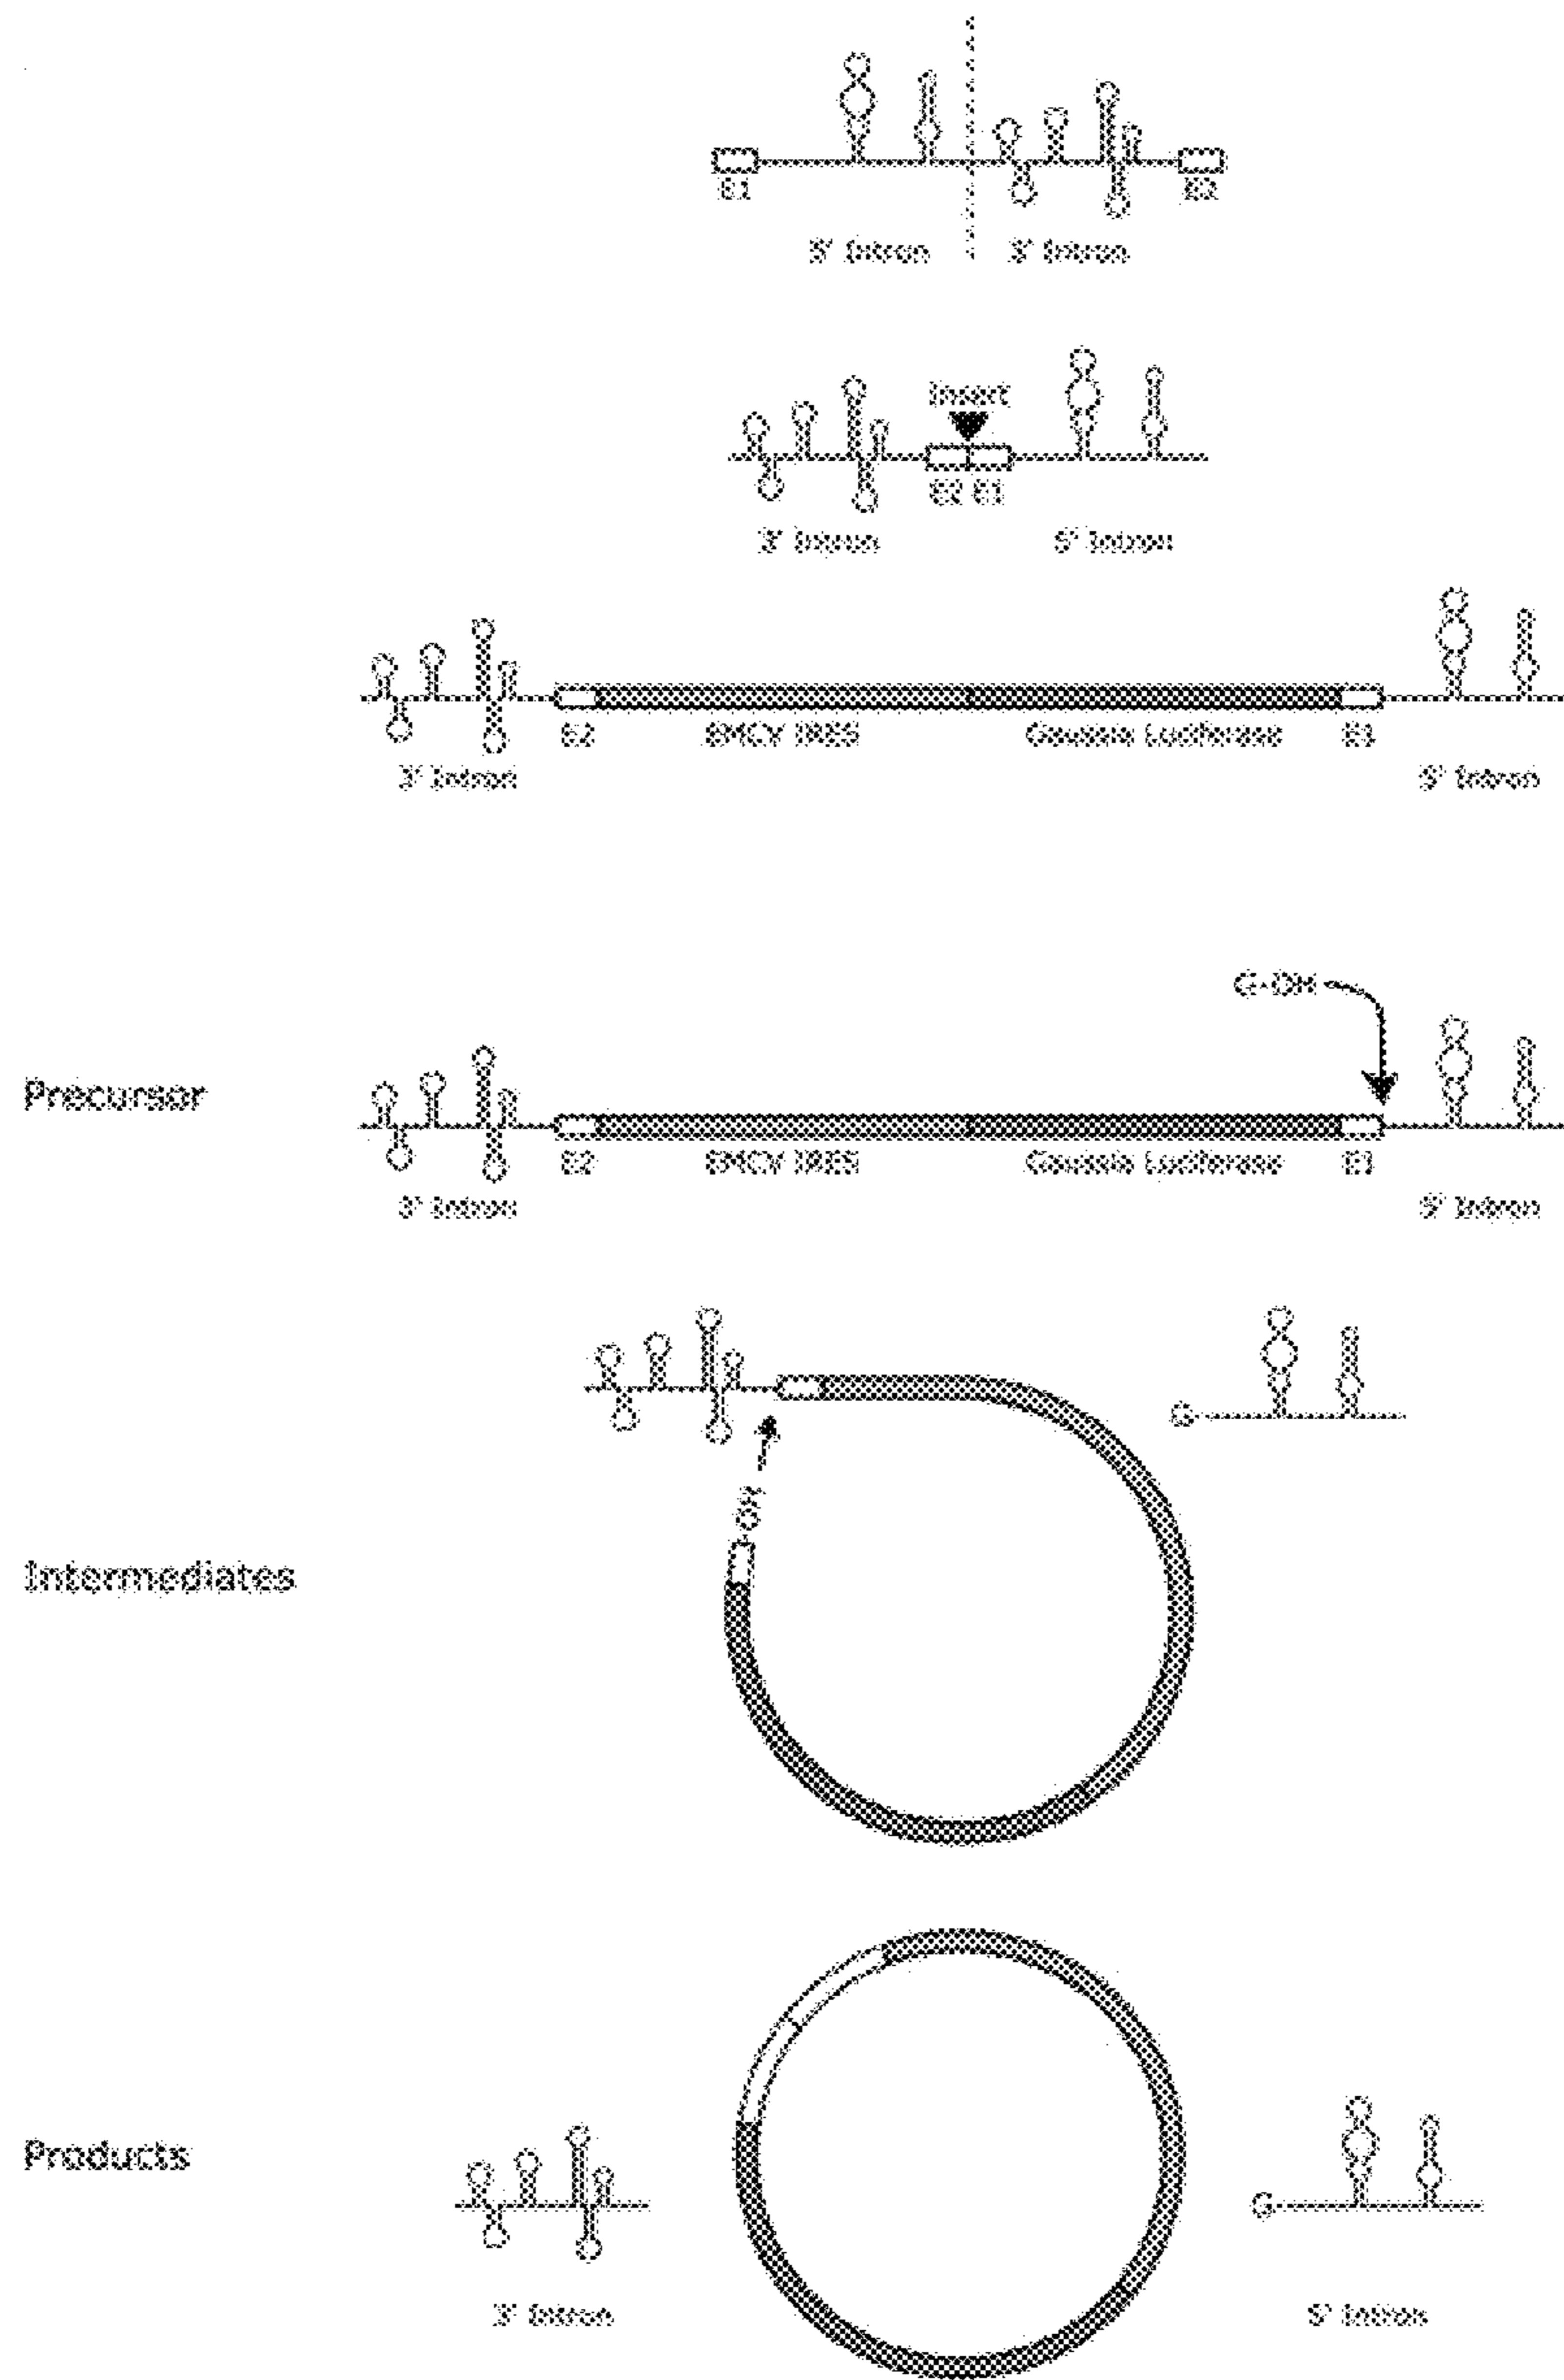 E1
E2
5' Intron
3' Intron
Insert
E2 E1
3' Intron
5' Intron
E2
EMCV IRES
Gaussia Luciferase
E1
3' Intron
5' Intron
G-OH
Precursor
E2
EMCV IRES
Gaussia Luciferase
E1
3' Intron
5' Intron
G
OH
Intermediates
Products
G
3' Intron
5' Intron